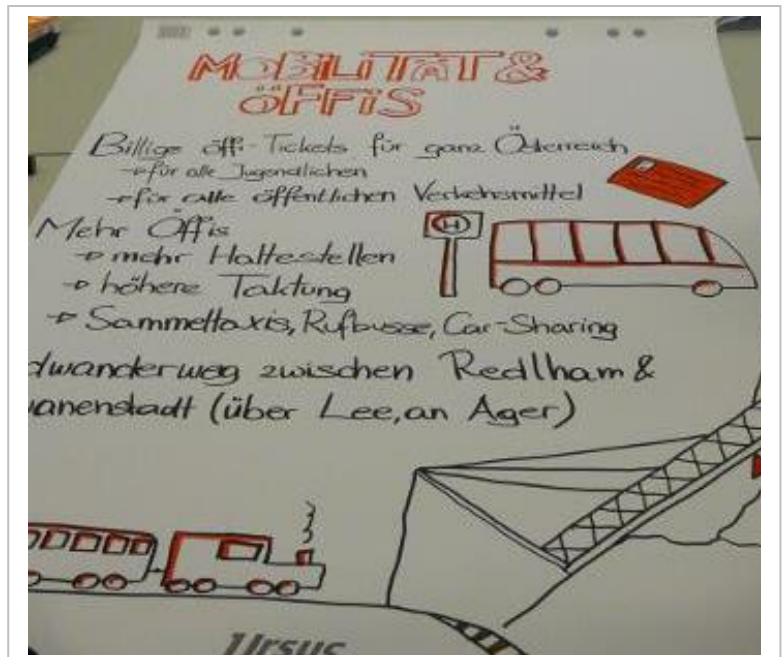 MOBILITÄT &
ÖFFIS
Billige Öffi-Tickets für ganz Österreich
→ für alle Jugendlichen
→ für alle öffentlichen Verkehrsmittel
Mehr Öffis
→ mehr Haltestellen
→ höhere Taktung
→ Sammeltaxis, Rufbusse, Car-Sharing
dwanderweg zwischen Redlham &
wanenstadt (über Lee, an Ager)
H
Ursus